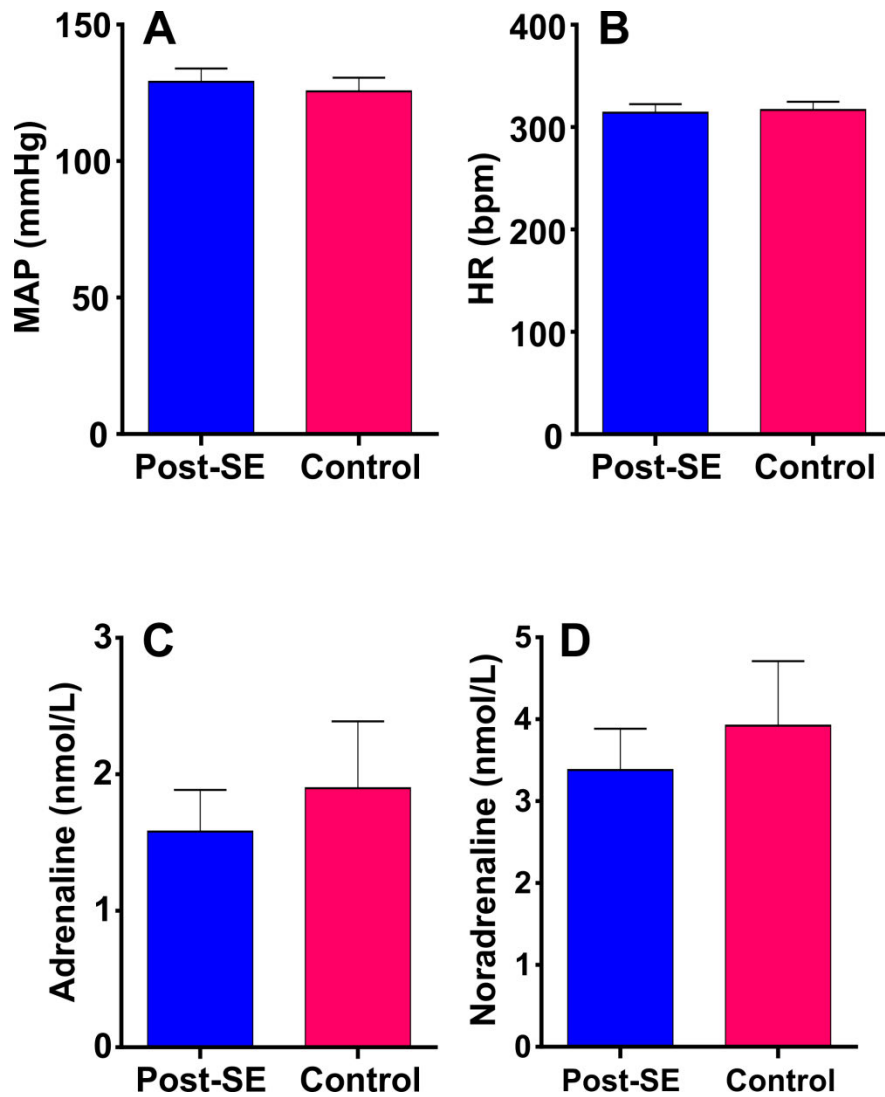 A
MAP (mmHg)
150
100
50
0
Post-SE Control
B
HR (bpm)
400
300
200
100
0
Post-SE Control
C
Adrenaline (nmol/L)
3
2
1
0
Post-SE Control
D
Noradrenaline (nmol/L)
5
4
3
2
1
0
Post-SE Control